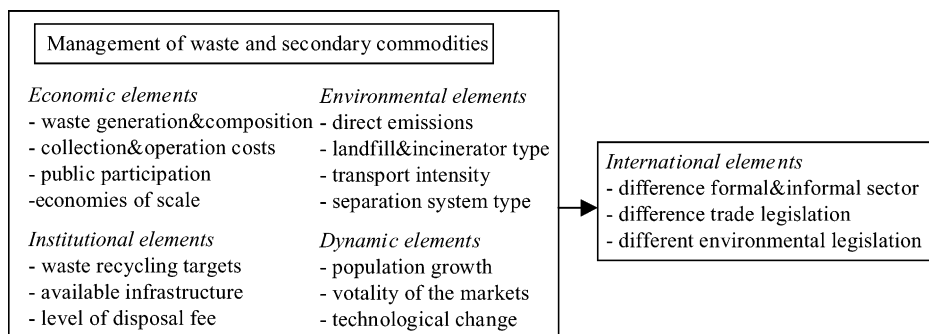 Management of waste and secondary commodities
Economic elements
- waste generation&composition
- collection&operation costs
- public participation
-economies of scale
Environmental elements
- direct emissions
- landfill&incinerator type
- transport intensity
- separation system type
Institutional elements
- waste recycling targets
- available infrastructure
- level of disposal fee
Dynamic elements
- population growth
- votality of the markets
- technological change
International elements
- difference formal&informal sector
- difference trade legislation
- different environmental legislation